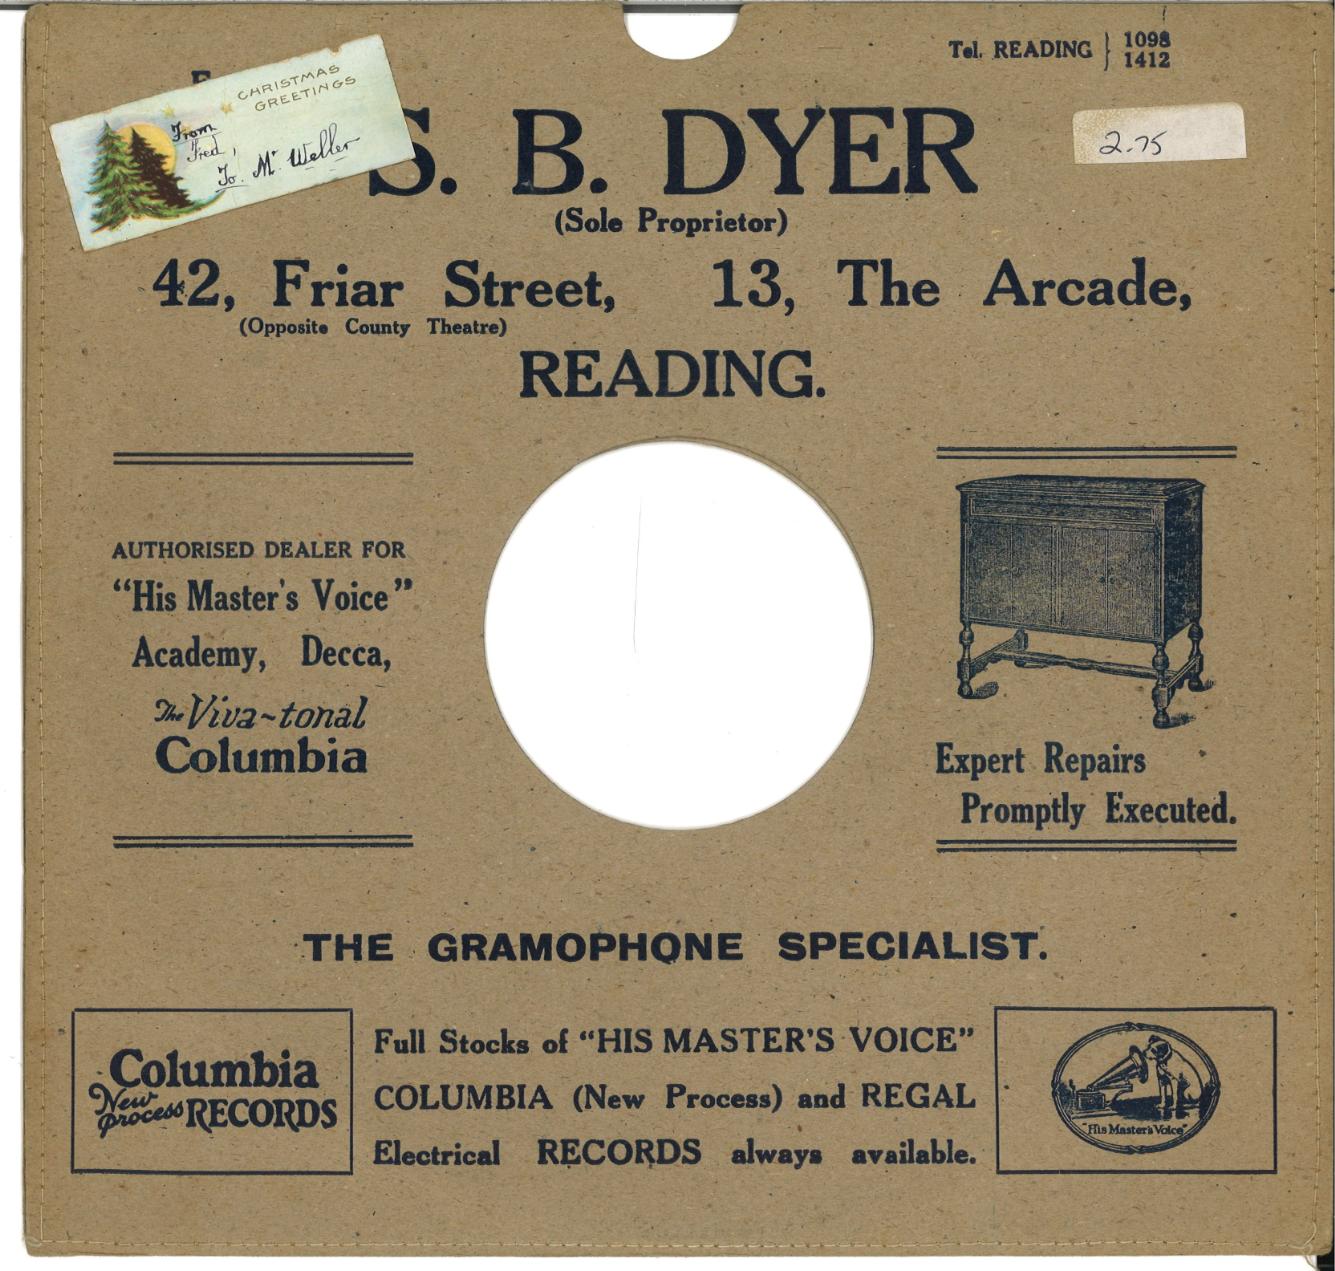 Tel. READING } 1098
1412
CHRISTMAS
GREETINGS
From
Fred,
To. Mr Weller
2.75
S. B. DYER
(Sole Proprietor)
42, Friar Street, 13, The Arcade,
(Opposite County Theatre)
READING.
AUTHORISED DEALER FOR
"His Master's Voice"
Academy, Decca,
The Viva~tonal
Columbia
Expert Repairs
Promptly Executed.
THE GRAMOPHONE SPECIALIST.
Columbia
New
Process RECORDS
Full Stocks of "HIS MASTER'S VOICE"
COLUMBIA (New Process) and REGAL
Electrical RECORDS always available.
"His Master's Voice"